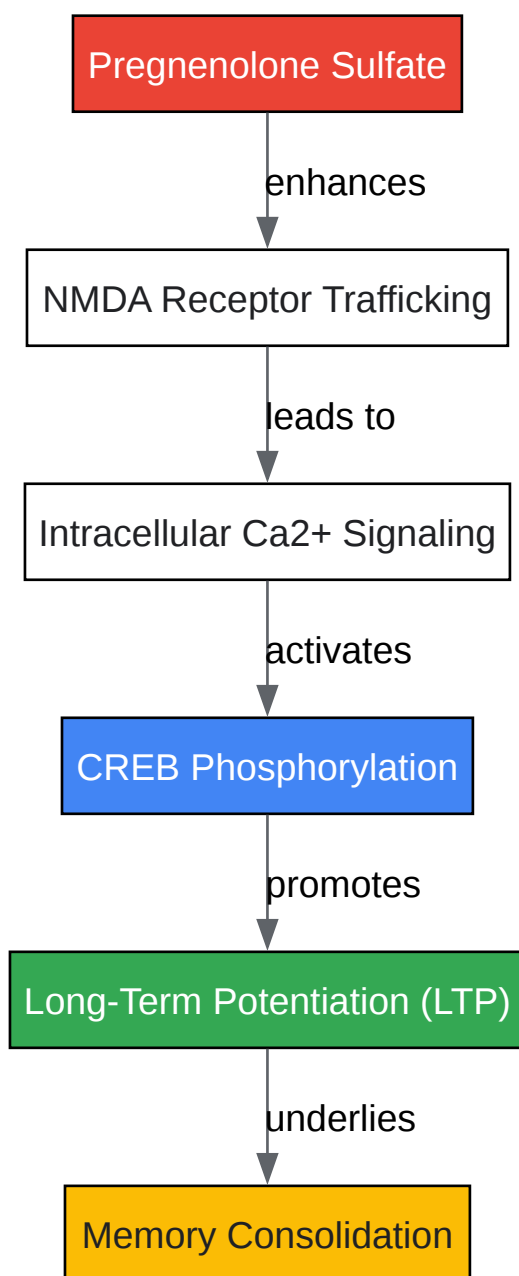 Pregnenolone Sulfate
enhances
NMDA Receptor Trafficking
leads to
Intracellular Ca2+ Signaling
activates
CREB Phosphorylation
promotes
Long-Term Potentiation (LTP)
underlies
Memory Consolidation